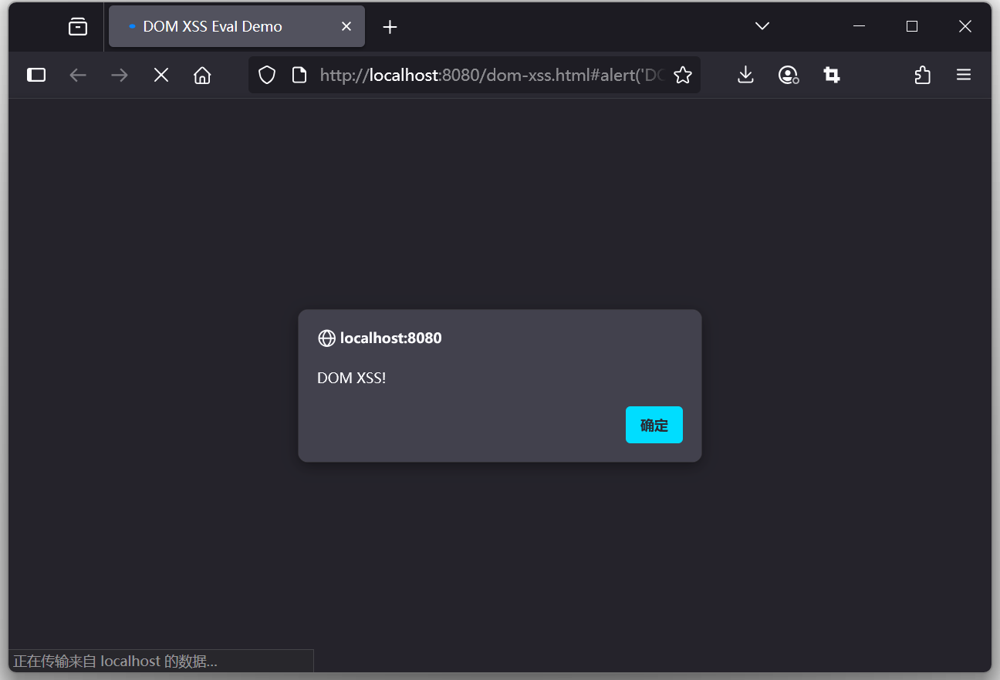 DOM XSS Eval Demo
http://localhost:8080/dom-xss.html#alert('DO
localhost:8080
DOM XSS!
确定
正在传输来自 localhost 的数据...